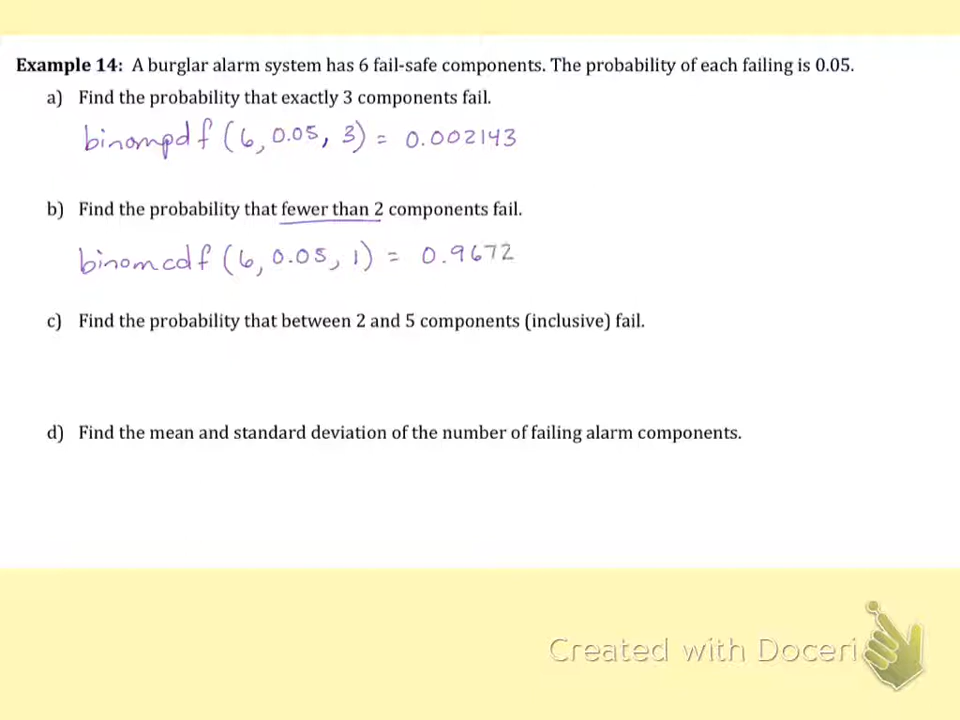 Example 14: A burglar alarm system has 6 fail-safe components. The probability of each failing is 0.05.
a) Find the probability that exactly 3 components fail.
binompdf (6, 0.05, 3) = 0.002143
b) Find the probability that fewer than 2 components fail.
binomcdf (6, 0.05, 1) = 0.9672
c) Find the probability that between 2 and 5 components (inclusive) fail.
d) Find the mean and standard deviation of the number of failing alarm components.
Created with Doceri